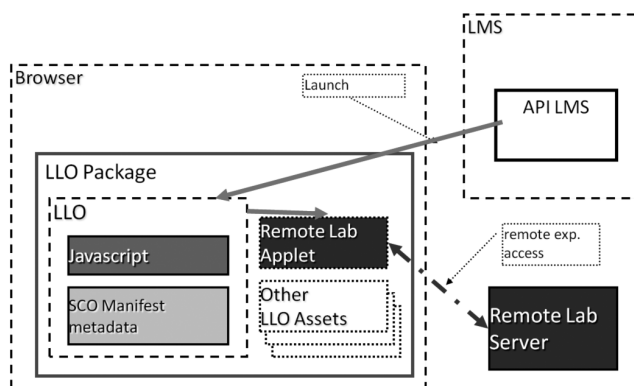 LMS
Browser
Launch
API LMS
LLO Package
LLO
Remote Lab
Applet
remote exp.
access
Javascript
SCO Manifest
metadata
Other
LLO Assets
Remote Lab
Server